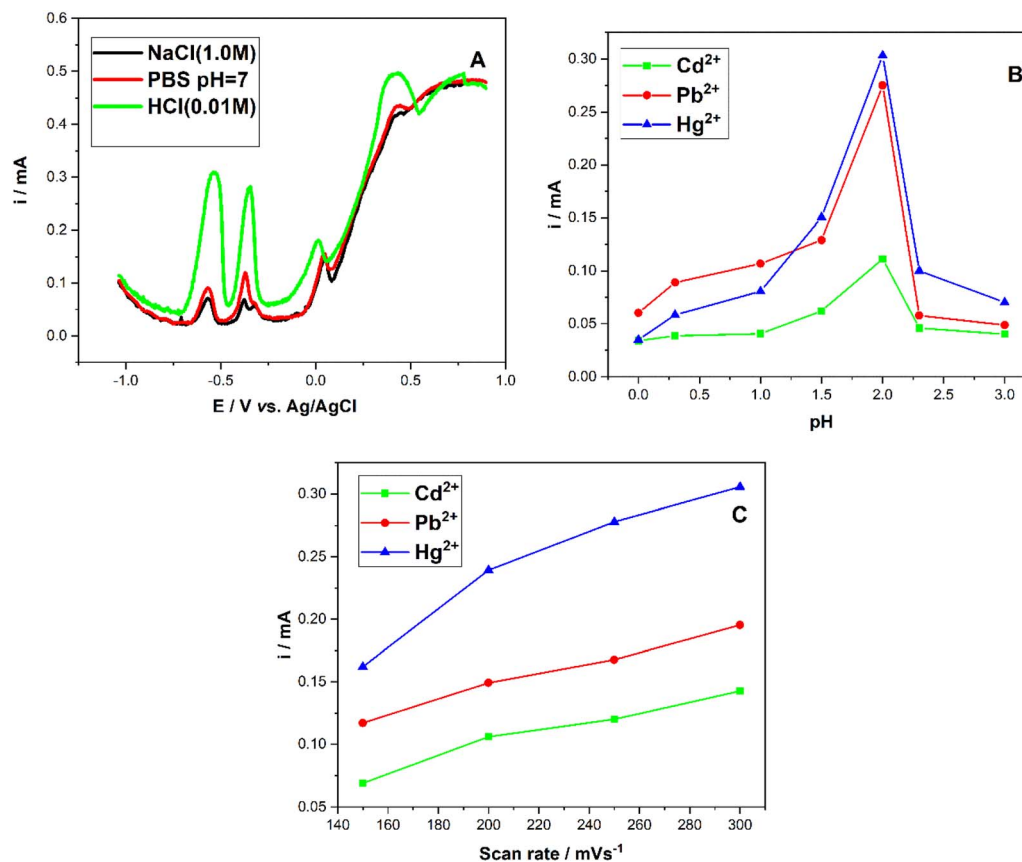 A
NaCl(1.0M)
PBS pH=7
HCl(0.01M)
i / mA
0.6
0.5
0.4
0.3
0.2
0.1
0.0
-1.0 -0.5 0.0 0.5 1.0
E / V vs. Ag/AgCl
B
Cd²⁺
Pb²⁺
Hg²⁺
i / mA
0.30
0.25
0.20
0.15
0.10
0.05
0.00
0.0 0.5 1.0 1.5 2.0 2.5 3.0
pH
C
Cd²⁺
Pb²⁺
Hg²⁺
i / mA
0.30
0.25
0.20
0.15
0.10
0.05
140 160 180 200 220 240 260 280 300
Scan rate / mVs⁻¹